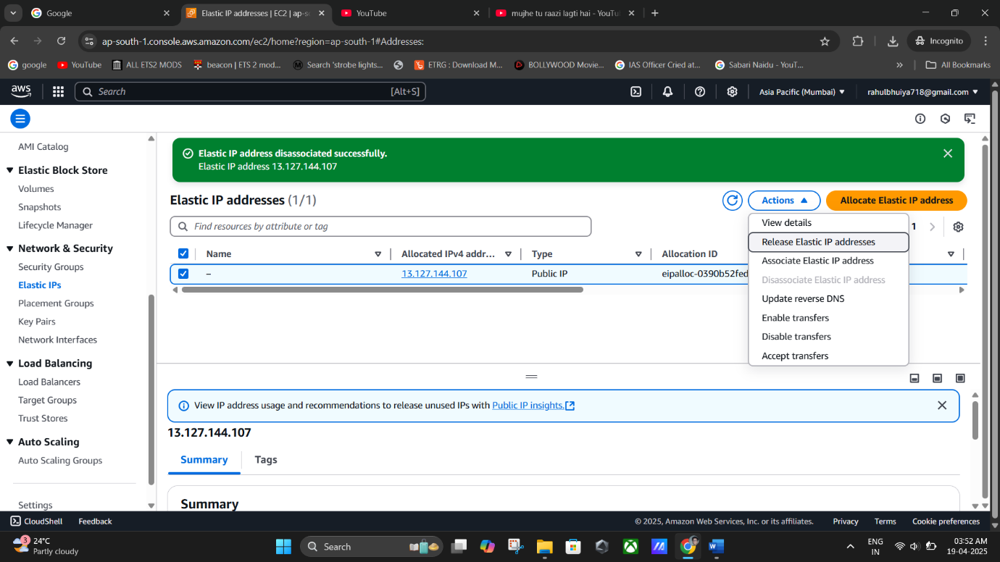 Google
Elastic IP addresses | EC2 | ap-so
YouTube
mujhe tu raazi lagti hai - YouTu
ap-south-1.console.aws.amazon.com/ec2/home?region=ap-south-1#Addresses:
Incognito
google
YouTube
ALL ETS2 MODS
beacon | ETS 2 mod...
Search 'strobe lights...
ETRG : Download M...
BOLLYWOOD Movie...
IAS Officer Cried at...
Sabari Naidu - YouT...
All Bookmarks
aws
Search
[Alt+S]
Asia Pacific (Mumbai)
rahulbhuiya718@gmail.com
AMI Catalog
Elastic Block Store
Volumes
Snapshots
Lifecycle Manager
Network & Security
Security Groups
Elastic IPs
Placement Groups
Key Pairs
Network Interfaces
Load Balancing
Load Balancers
Target Groups
Trust Stores
Auto Scaling
Auto Scaling Groups
Settings
Elastic IP address disassociated successfully.
Elastic IP address 13.127.144.107
Elastic IP addresses (1/1)
Actions
Allocate Elastic IP address
Find resources by attribute or tag
1
View details
Release Elastic IP addresses
Associate Elastic IP address
Disassociate Elastic IP address
Update reverse DNS
Enable transfers
Disable transfers
Accept transfers
Name
Allocated IPv4 addr...
Type
Allocation ID
–
13.127.144.107
Public IP
eipalloc-0390b52fed
View IP address usage and recommendations to release unused IPs with Public IP insights.
13.127.144.107
Summary
Tags
Summary
CloudShell
Feedback
© 2025, Amazon Web Services, Inc. or its affiliates.
Privacy
Terms
Cookie preferences
3
24°C
Partly cloudy
Search
ENG
IN
03:52 AM
19-04-2025